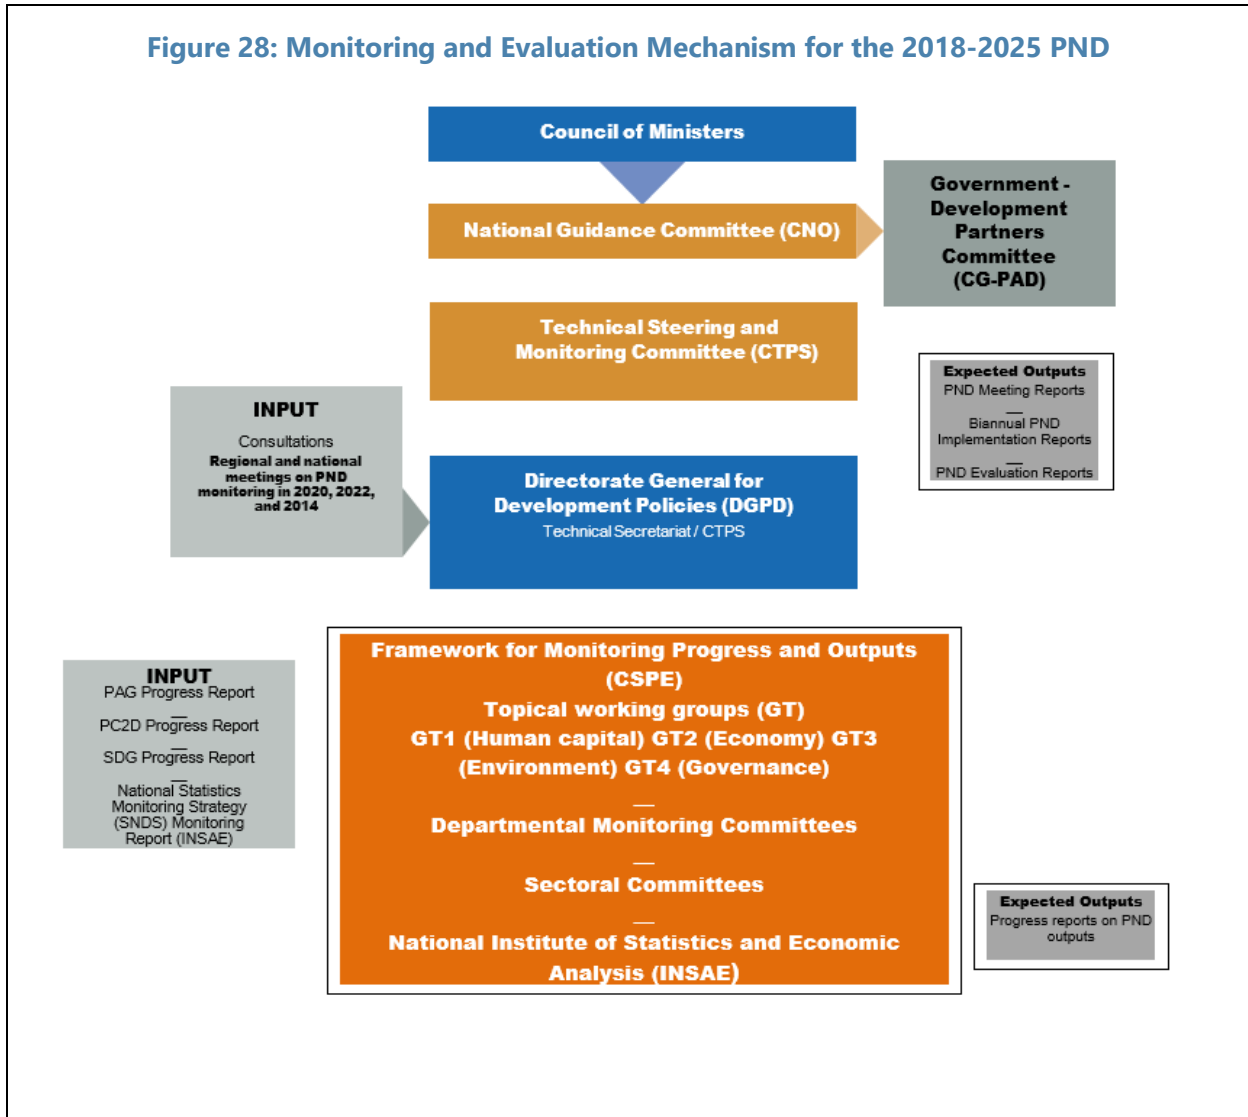 Figure 28: Monitoring and Evaluation Mechanism for the 2018-2025 PND
Council of Ministers
National Guidance Committee (CNO)
Government -
Development
Partners
Committee
(CG-PAD)
Technical Steering and
Monitoring Committee (CTPS)
Expected Outputs
PND Meeting Reports
Biannual PND
Implementation Reports
PND Evaluation Reports
INPUT
Consultations
Regional and national
meetings on PND
monitoring in 2020, 2022,
and 2014
Directorate General for
Development Policies (DGPD)
Technical Secretariat / CTPS
Framework for Monitoring Progress and Outputs
(CSPE)
Topical working groups (GT)
GT1 (Human capital) GT2 (Economy) GT3
(Environment) GT4 (Governance)
Departmental Monitoring Committees
Sectoral Committees
National Institute of Statistics and Economic
Analysis (INSAE)
INPUT
PAG Progress Report
PC2D Progress Report
SDG Progress Report
National Statistics
Monitoring Strategy
(SNDS) Monitoring
Report (INSAE)
Expected Outputs
Progress reports on PND
outputs